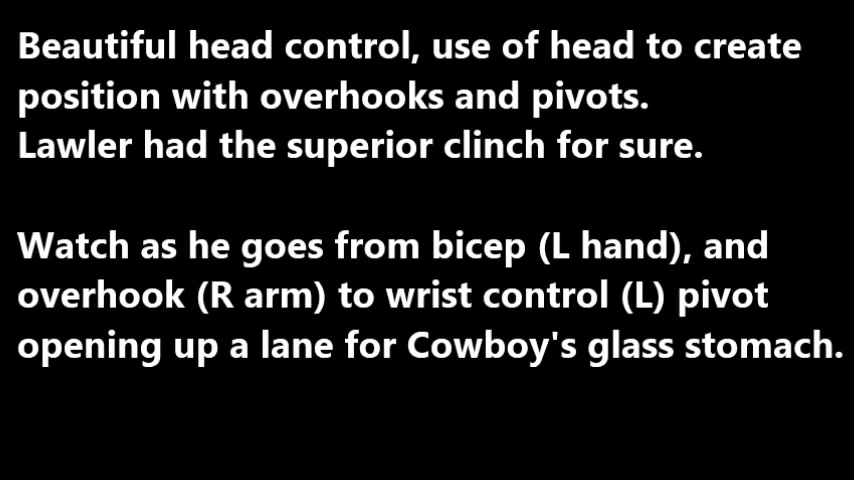 Beautiful head control, use of head to create
position with overhooks and pivots.
Lawler had the superior clinch for sure.
Watch as he goes from bicep (L hand), and
overhook (R arm) to wrist control (L) pivot
opening up a lane for Cowboy's glass stomach.